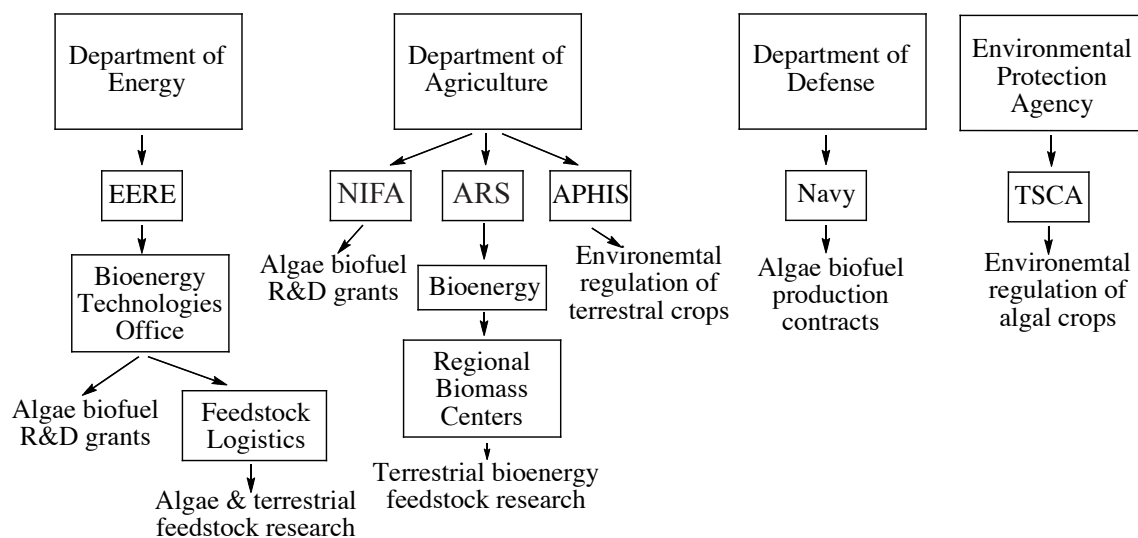 Department of
Energy
Department of
Agriculture
Department of
Defense
Environmental
Protection
Agency
EERE
NIFA
ARS
APHIS
Navy
TSCA
Bioenergy
Technologies
Office
Algae biofuel
R&D grants
Bioenergy
Environemtal
regulation of
terrestral crops
Algae biofuel
production
contracts
Environemtal
regulation of
algal crops
Regional
Biomass
Centers
Algae biofuel
R&D grants
Feedstock
Logistics
Terrestrial bioenergy
feedstock research
Algae & terrestrial
feedstock research